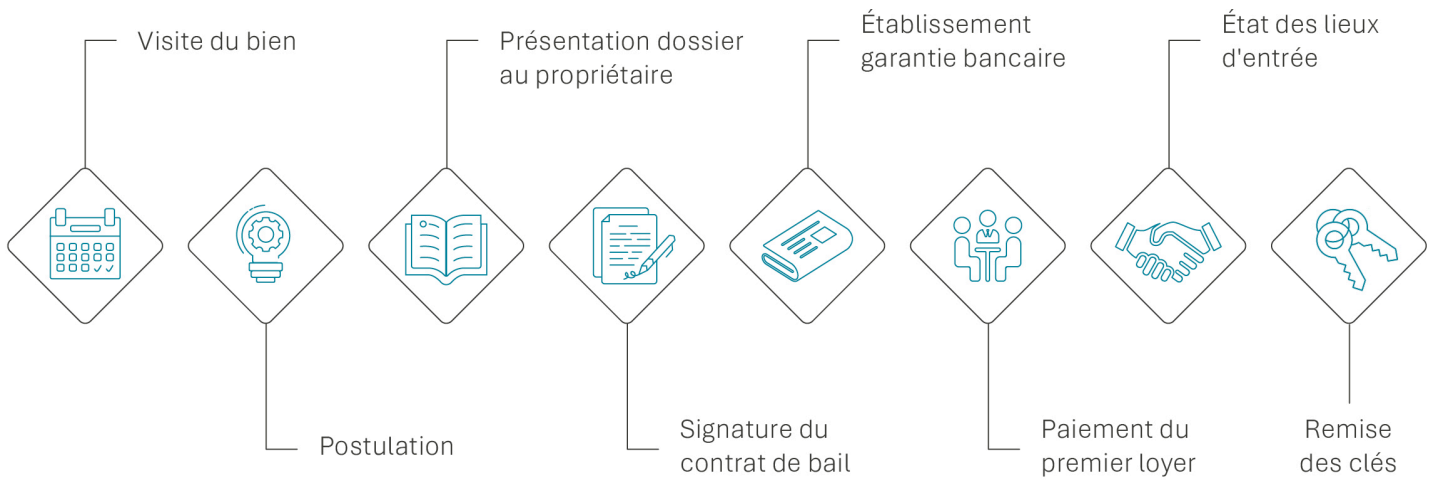 Visite du bien
Postulation
Présentation dossier
au propriétaire
Signature du
contrat de bail
Établissement
garantie bancaire
Paiement du
premier loyer
État des lieux
d'entrée
Remise
des clés